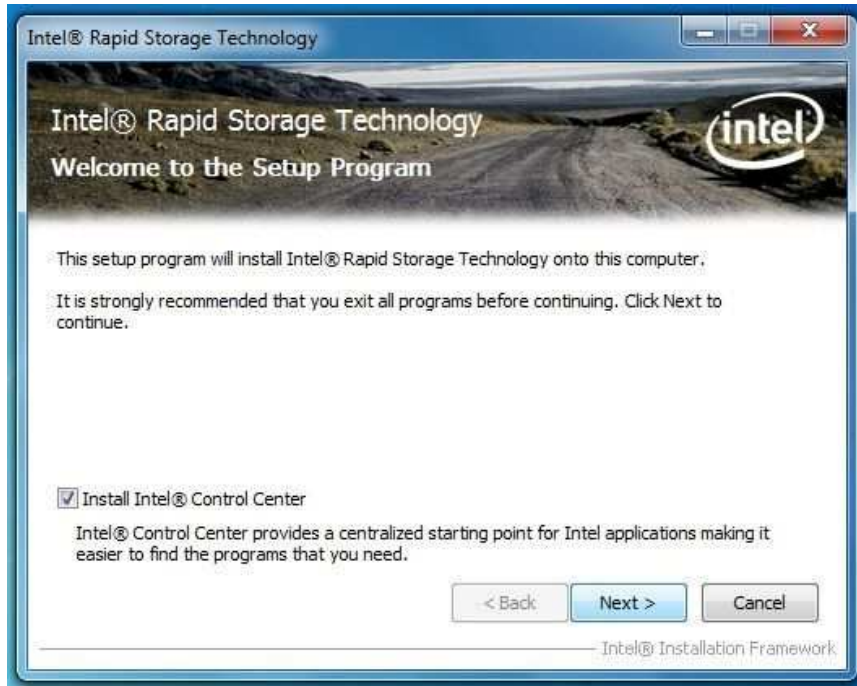 Intel® Rapid Storage Technology
Intel® Rapid Storage Technology
Welcome to the Setup Program
(intel)
This setup program will install Intel® Rapid Storage Technology onto this computer.
It is strongly recommended that you exit all programs before continuing. Click Next to
continue.
Install Intel® Control Center
Intel® Control Center provides a centralized starting point for Intel applications making it
easier to find the programs that you need.
< Back Next > Cancel
Intel® Installation Framework